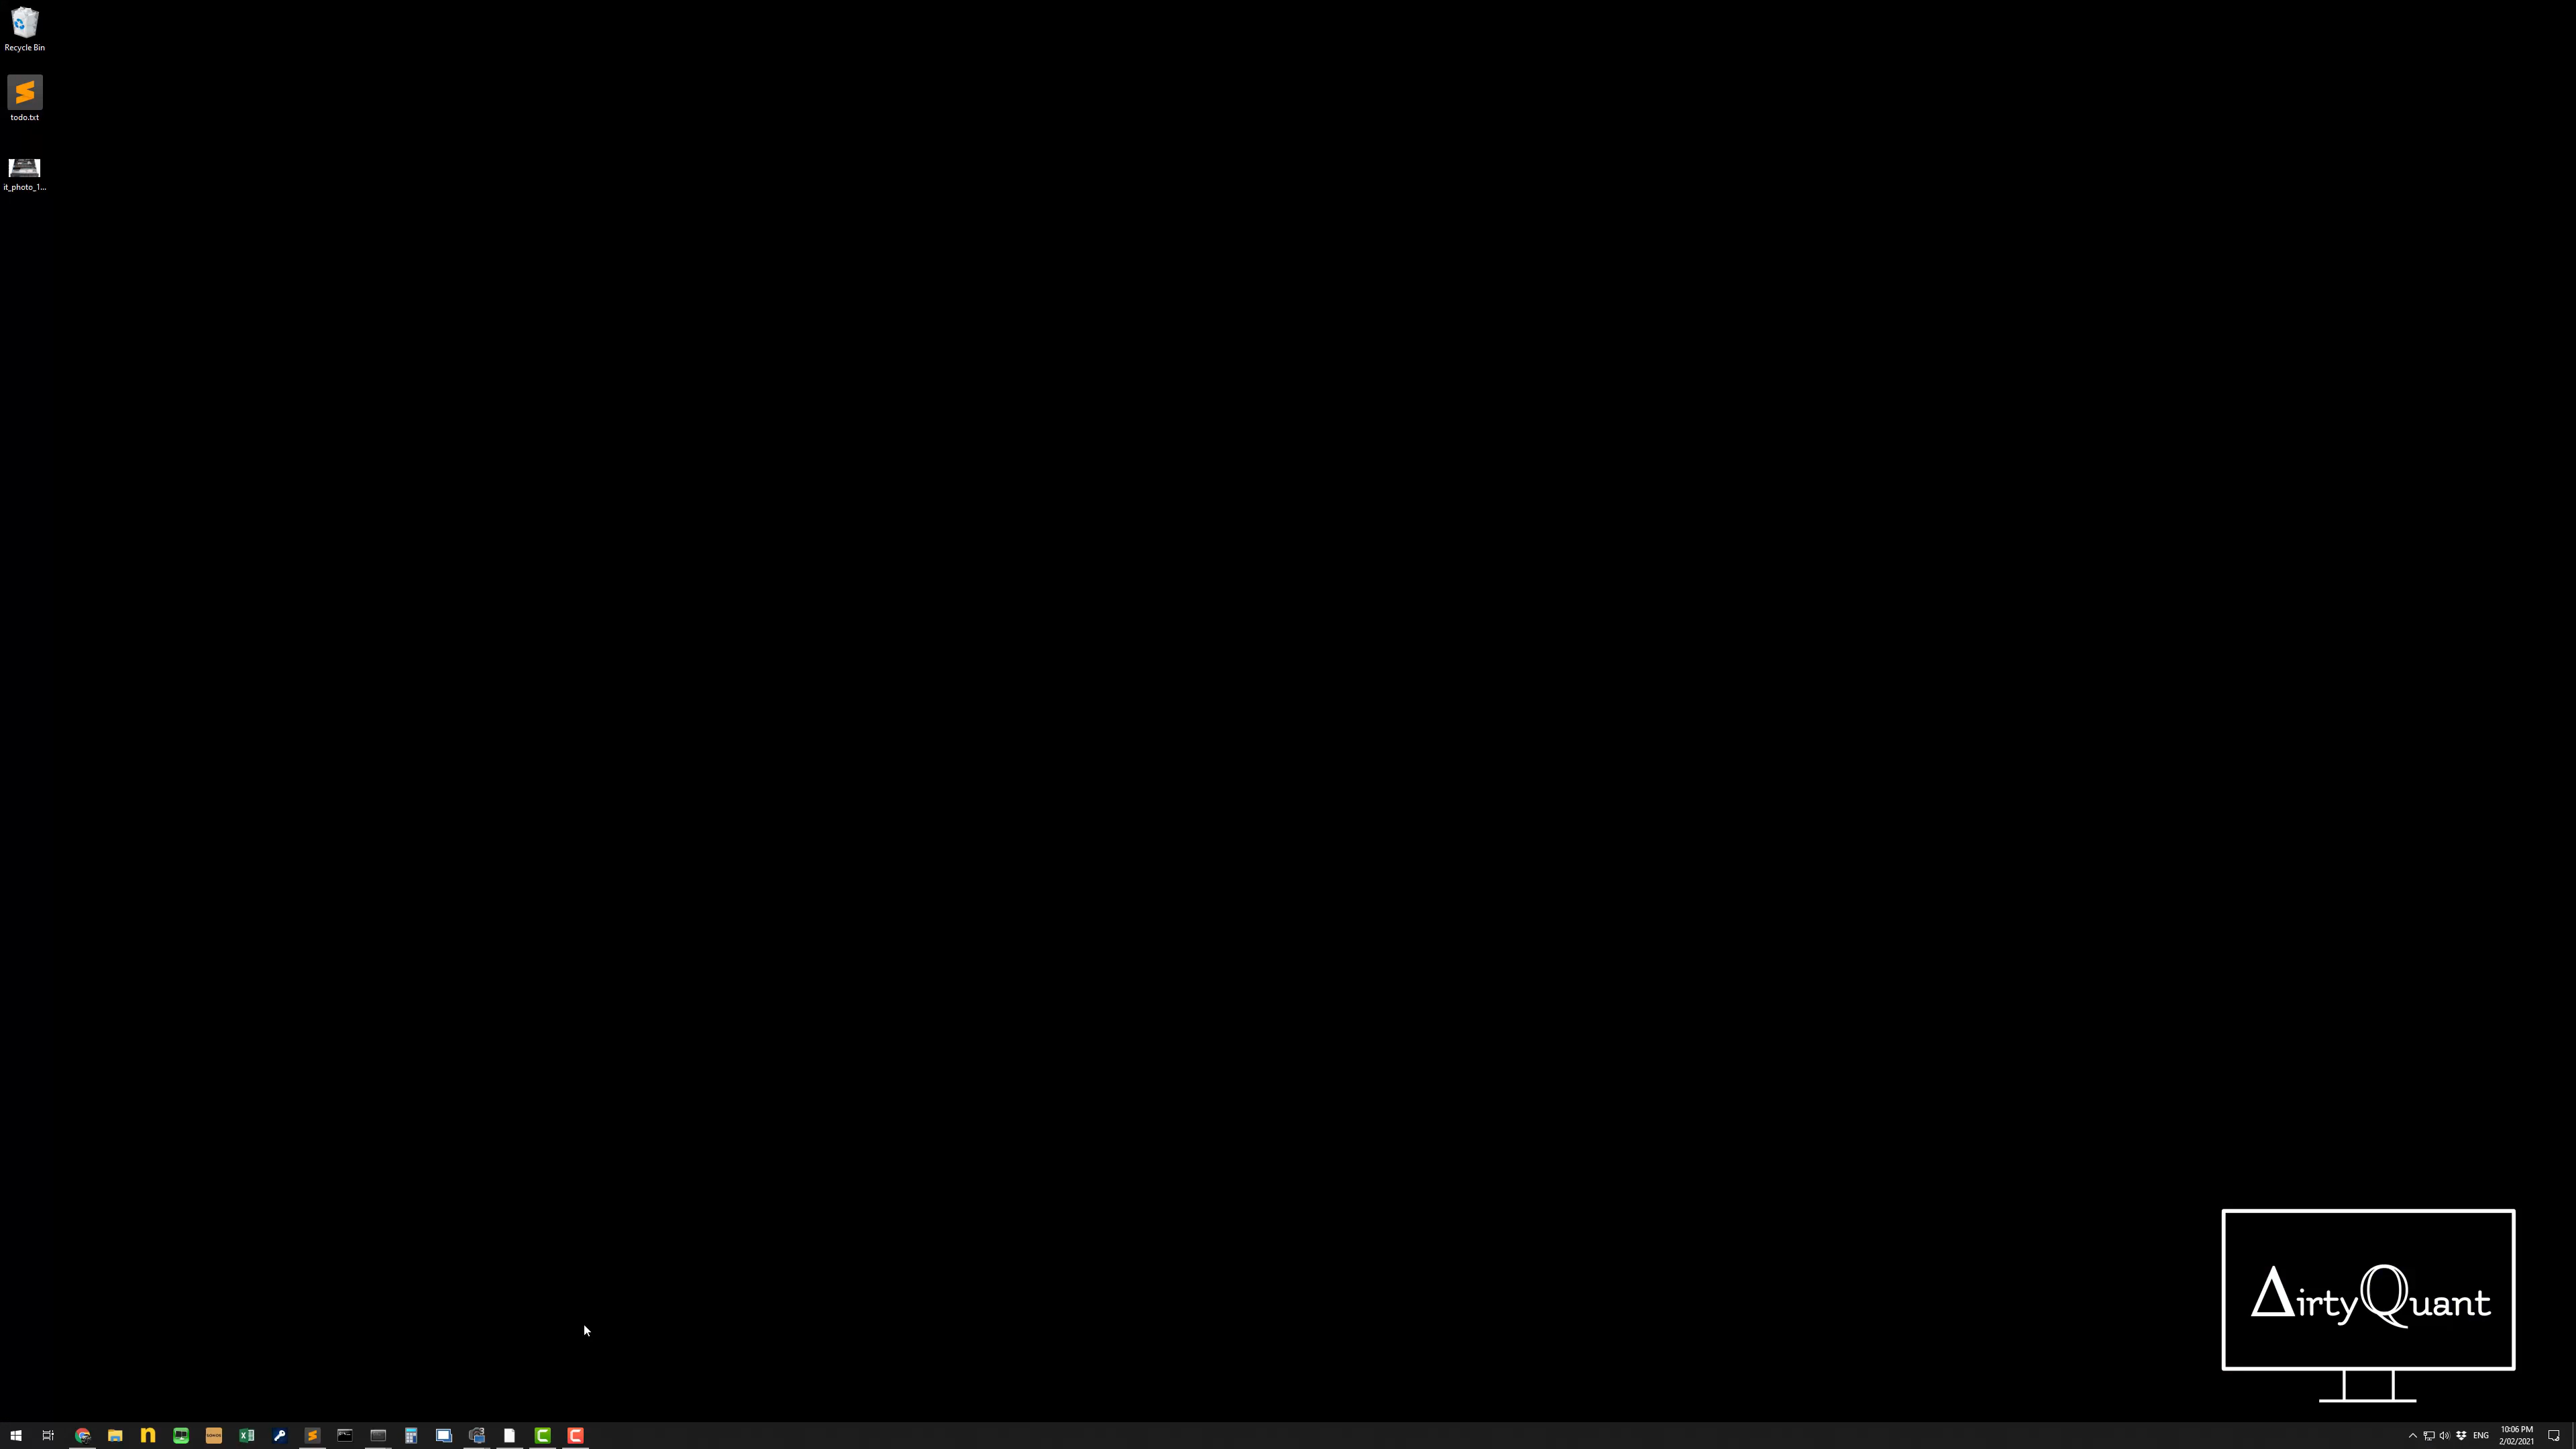 Recycle Bin
todo.txt
it_photo_1...
ΔirtyQuant
ENG
10:06 PM
2/02/2021